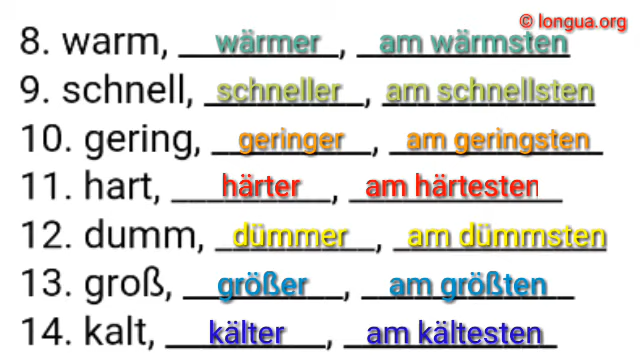 © longua.org
8. warm, wärmer, am wärmsten
9. schnell, schneller, am schnellsten
10. gering, geringer, am geringsten
11. hart, härter, am härtesten
12. dumm, dümmer, am dümmsten
13. groß, größer, am größten
14. kalt, kälter, am kältesten